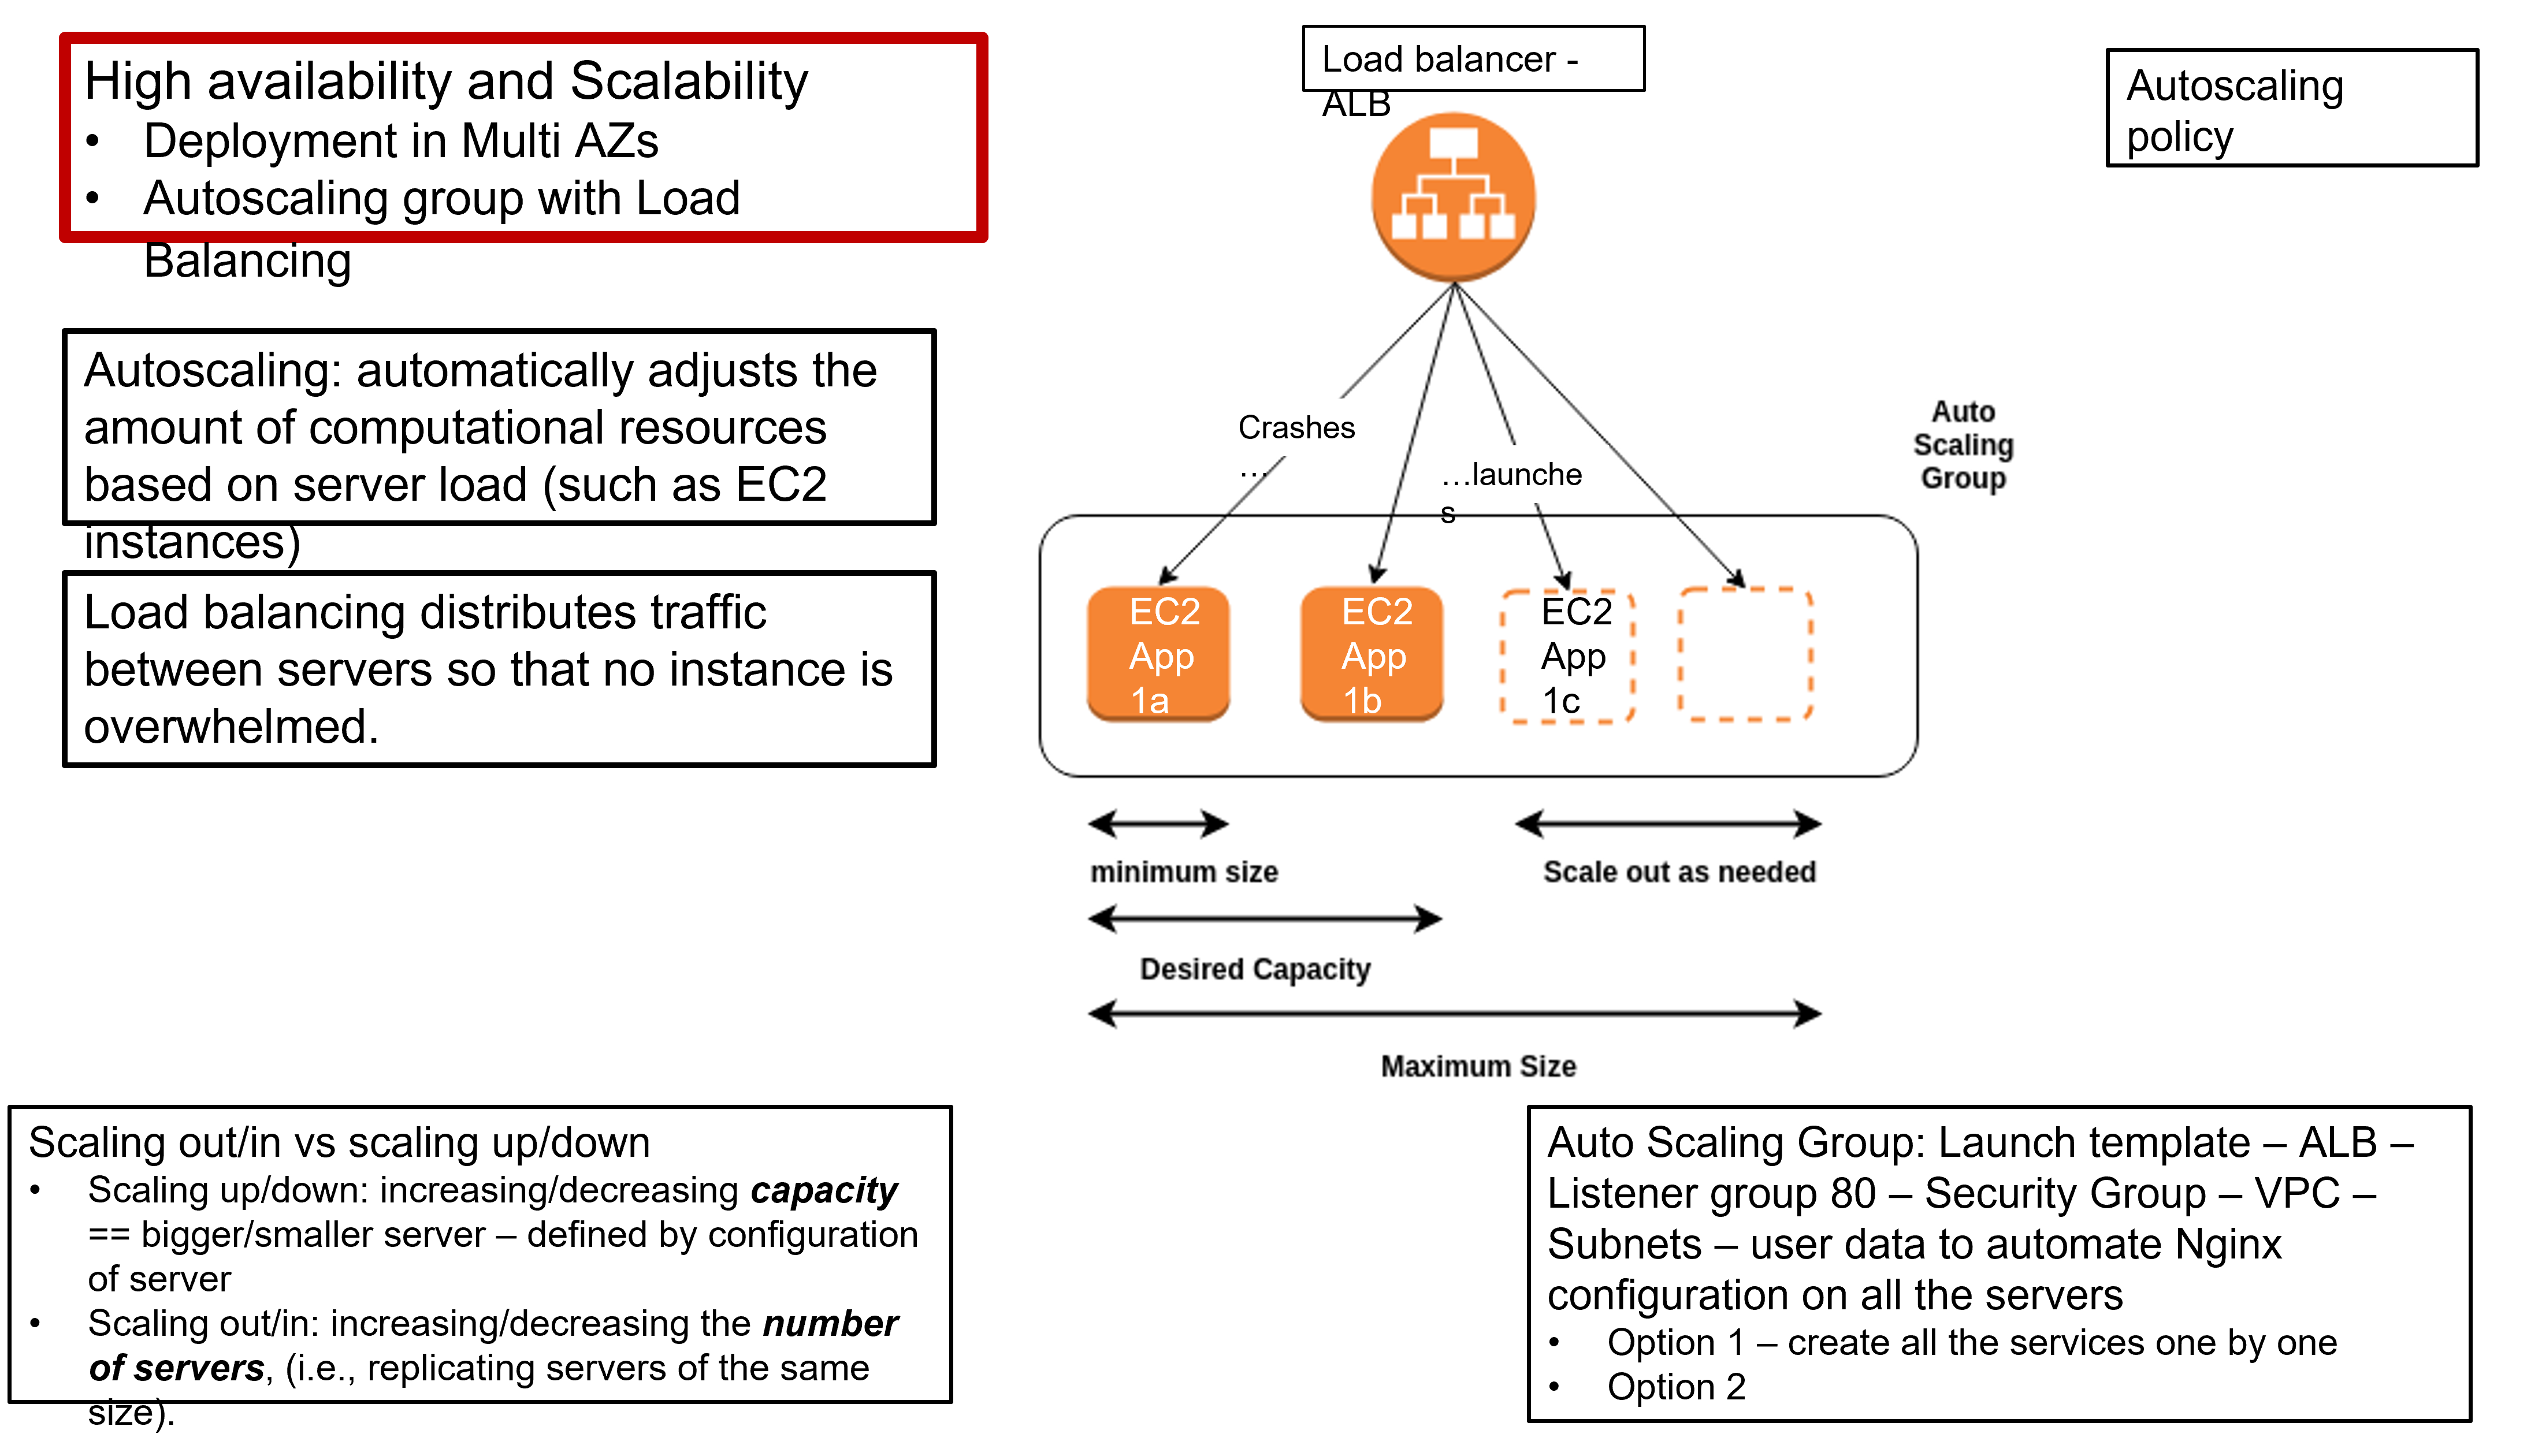 High availability and Scalability
• Deployment in Multi AZs
• Autoscaling group with Load
Balancing
Autoscaling: automatically adjusts the
amount of computational resources
based on server load (such as EC2
instances)
Load balancing distributes traffic
between servers so that no instance is
overwhelmed.
Load balancer -
ALB
Autoscaling
policy
Crashes
…
…launche
s
Auto
Scaling
Group
EC2
App
1a
EC2
App
1b
EC2
App
1c
minimum size
Scale out as needed
Desired Capacity
Maximum Size
Scaling out/in vs scaling up/down
• Scaling up/down: increasing/decreasing capacity
== bigger/smaller server – defined by configuration
of server
• Scaling out/in: increasing/decreasing the number
of servers, (i.e., replicating servers of the same
size).
Auto Scaling Group: Launch template – ALB –
Listener group 80 – Security Group – VPC –
Subnets – user data to automate Nginx
configuration on all the servers
• Option 1 – create all the services one by one
• Option 2